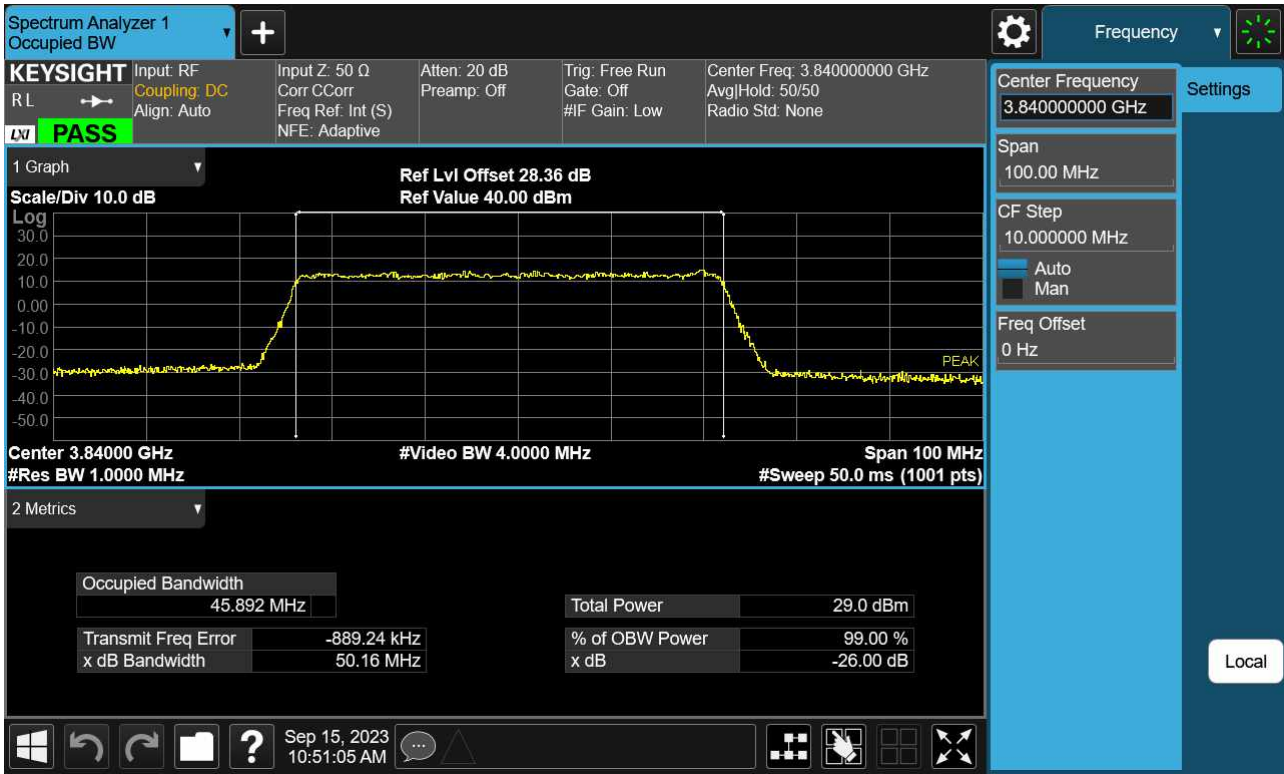 Spectrum Analyzer 1
Occupied BW
+
Frequency
KEYSIGHT
RL
LXI
PASS
Input: RF
Coupling: DC
Align: Auto
Input Z: 50 Ω
Corr CCorr
Freq Ref: Int (S)
NFE: Adaptive
Atten: 20 dB
Preamp: Off
Trig: Free Run
Gate: Off
#IF Gain: Low
Center Freq: 3.840000000 GHz
Avg|Hold: 50/50
Radio Std: None
Center Frequency
3.840000000 GHz
Settings
Span
100.00 MHz
CF Step
10.000000 MHz
Auto
Man
Freq Offset
0 Hz
Local
1 Graph
Scale/Div 10.0 dB
Ref Lvl Offset 28.36 dB
Ref Value 40.00 dBm
Log
30.0
20.0
10.0
0.00
-10.0
-20.0
-30.0
-40.0
-50.0
PEAK
Center 3.84000 GHz
#Video BW 4.0000 MHz
Span 100 MHz
#Res BW 1.0000 MHz
#Sweep 50.0 ms (1001 pts)
2 Metrics
Occupied Bandwidth
45.892 MHz
Total Power 29.0 dBm
Transmit Freq Error -889.24 kHz
% of OBW Power 99.00 %
x dB Bandwidth 50.16 MHz
x dB -26.00 dB
?
Sep 15, 2023
10:51:05 AM